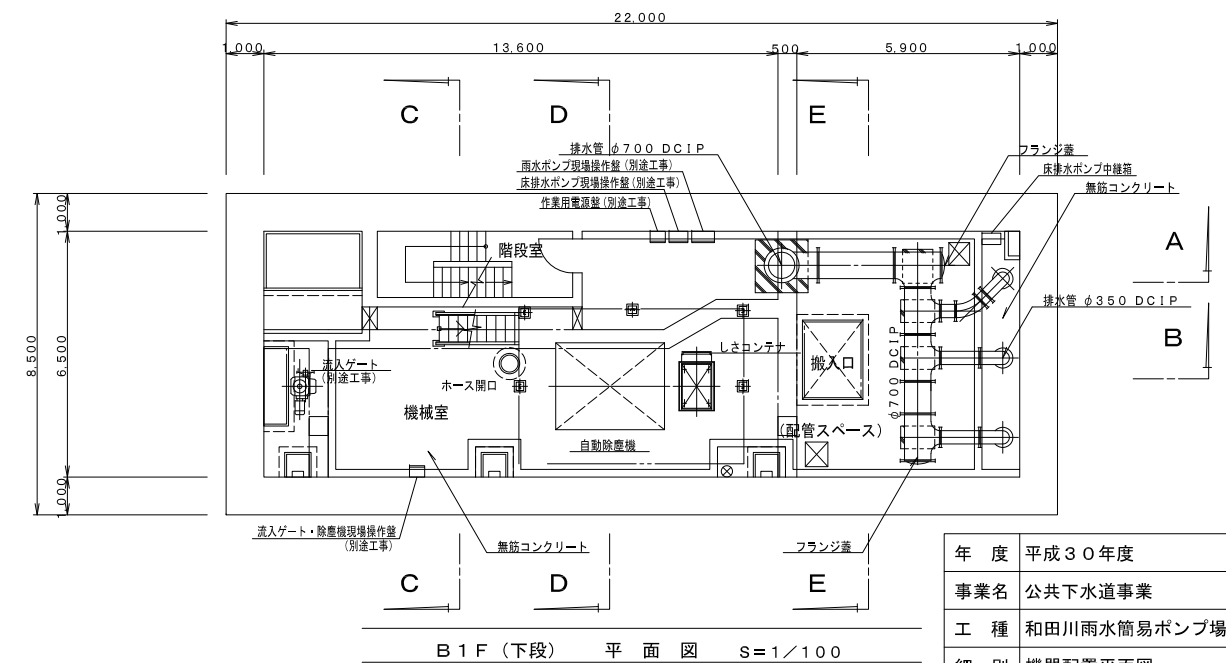 22,000
1,000
13,600
500
5,900
1,000
C
D
E
排水管 φ700 DCIP
雨水ポンプ現場操作盤(別途工事)
床排水ポンプ現場操作盤(別途工事)
作業用電源盤(別途工事)
フランジ蓋
床排水ポンプ中継箱
無筋コンクリート
1,000
8,500
6,500
1,000
階段室
A
排水管 φ350 DCIP
B
流入ゲート
(別途工事)
ホース開口
しさコンテナ
搬入口
φ700 DCIP
機械室
(配管スペース)
自動除塵機
流入ゲート・除塵機現場操作盤
(別途工事)
無筋コンクリート
フランジ蓋
C
D
E
B1F(下段) 平面図 S=1/100
年度 平成30年度
事業名 公共下水道事業
工種 和田川雨水簡易ポンプ場
細別 機器配置平面図